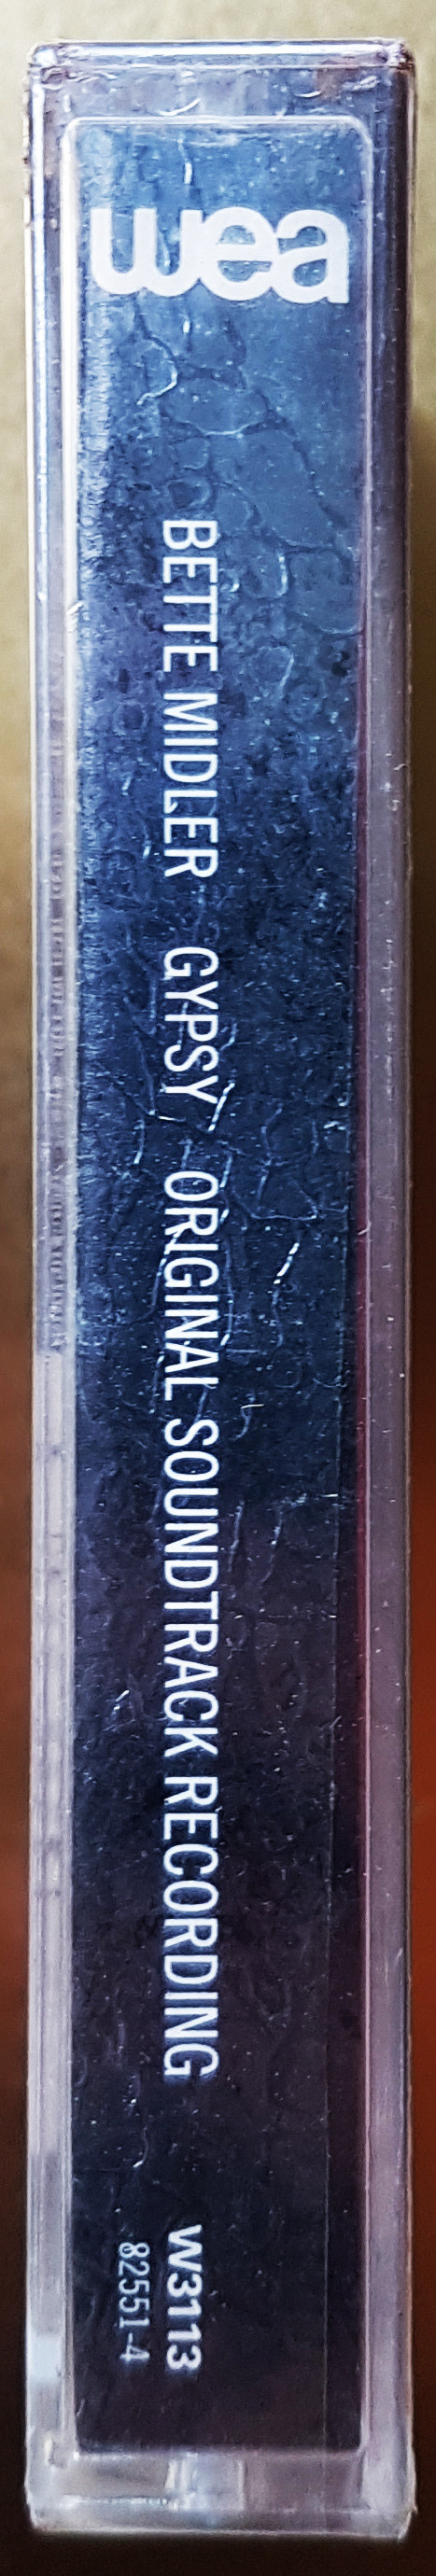 wea
BETTE MIDLER GYPSY ORIGINAL SOUNDTRACK RECORDING
W3113
82551-4